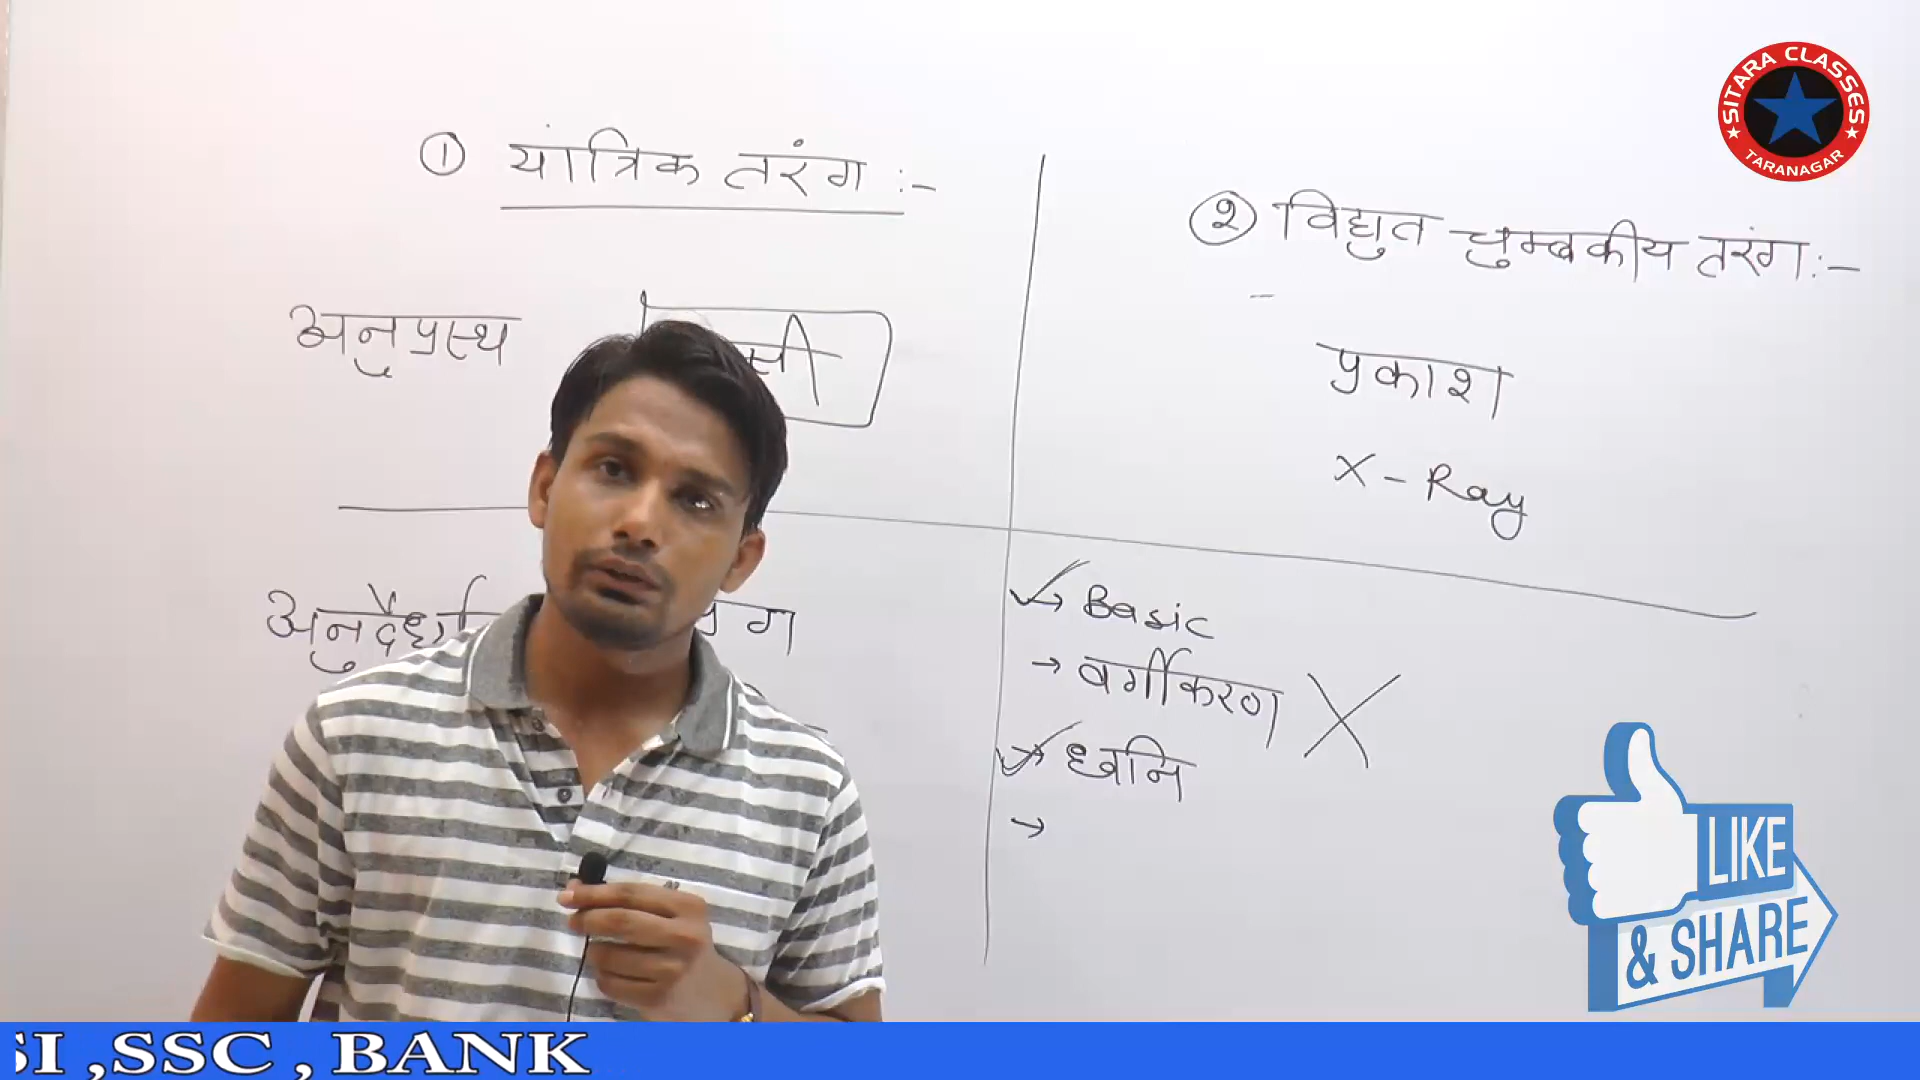 ① यांत्रिक तरंग :-
अनुप्रस्थ
② विद्युत चुम्बकीय तरंग :-
प्रकाश
X - Ray
→ Basic
→ वर्गीकरण X
→ ध्वनि
→
SITARA CLASSES
TARANAGAR
LIKE
& SHARE
SI ,SSC , BANK